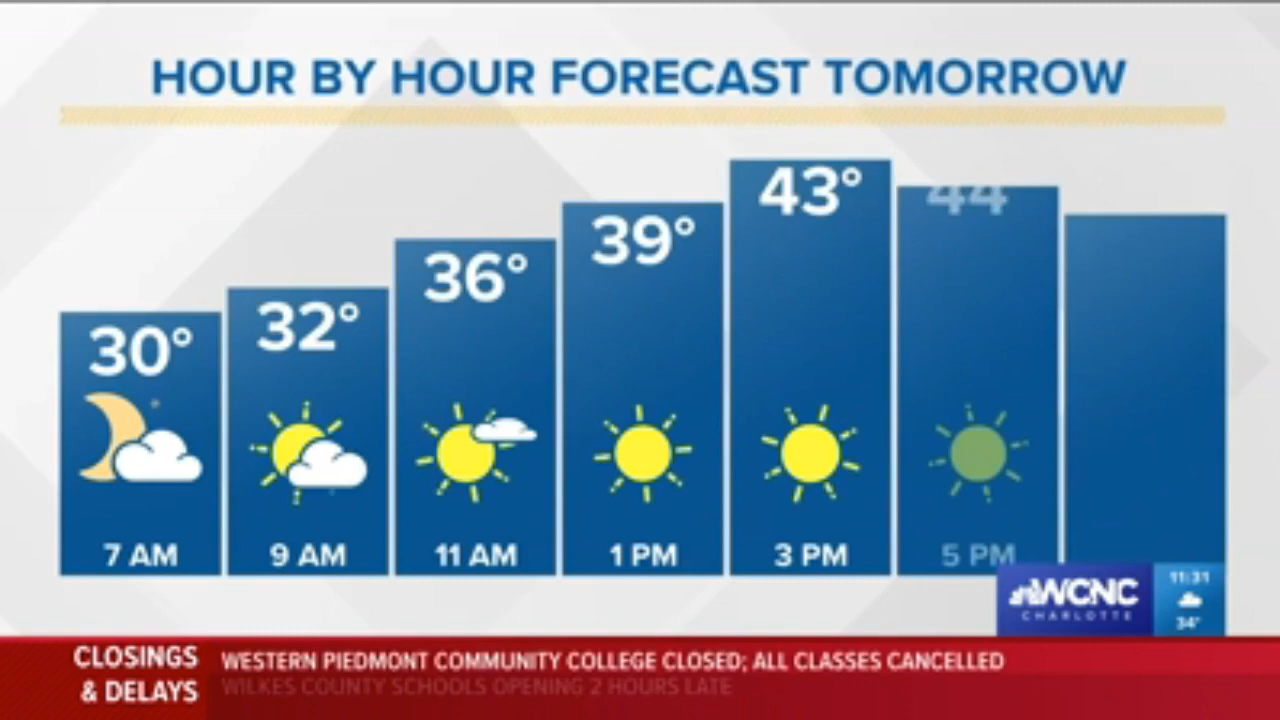 HOUR BY HOUR FORECAST TOMORROW
30° 32° 36° 39° 43° 44
7 AM 9 AM 11 AM 1 PM 3 PM 5 PM
WCNC
CHARLOTTE
11:31
34°
CLOSINGS
& DELAYS
WESTERN PIEDMONT COMMUNITY COLLEGE CLOSED; ALL CLASSES CANCELLED
WILKES COUNTY SCHOOLS OPENING 2 HOURS LATE